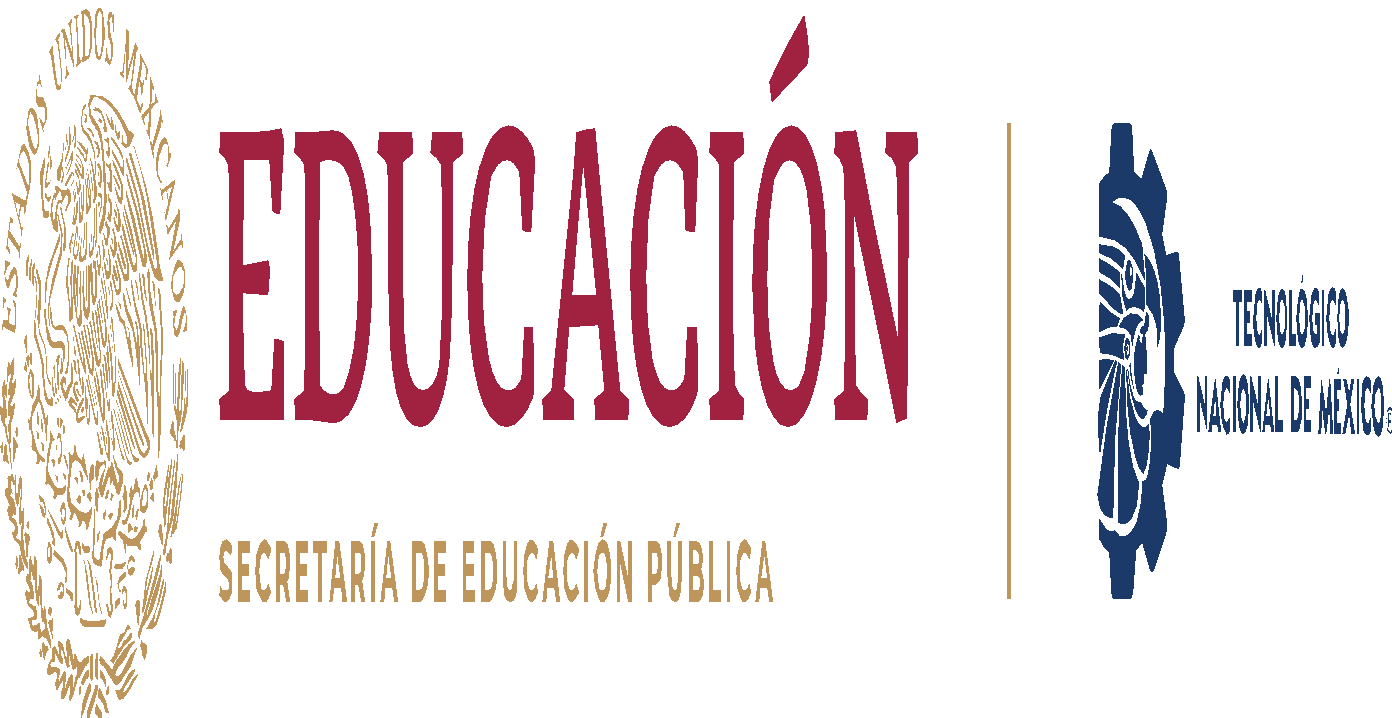 ESTADOS UNIDOS MEXICANOS
EDUCACIÓN
SECRETARÍA DE EDUCACIÓN PÚBLICA
TECNOLÓGICO
NACIONAL DE MÉXICO®